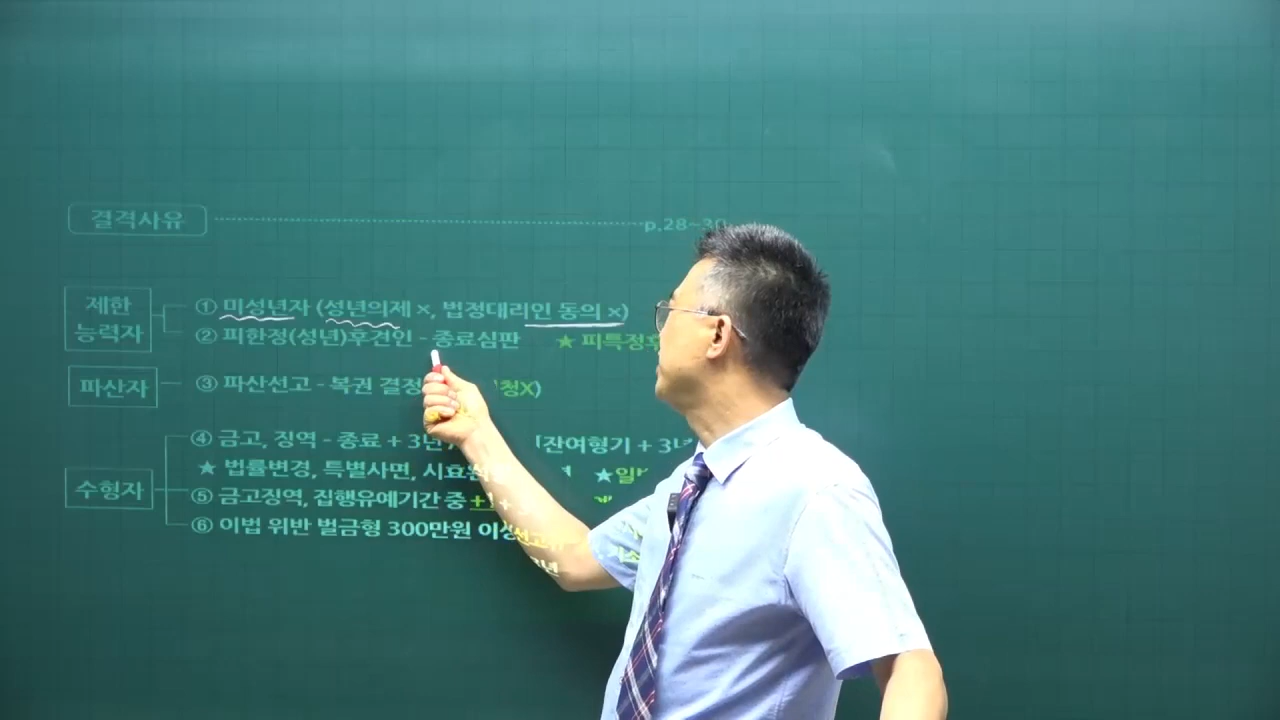 결격사유 p.28~30
제한
능력자
① 미성년자 (성년의제 ×, 법정대리인 동의 ×)
② 피한정(성년)후견인 - 종료심판 ★ 피특정후
파산자
③ 파산선고 - 복권 결정 청X)
수형자
④ 금고, 징역 - 종료 + 3년 [잔여형기 + 3년
★ 법률변경, 특별사면, 시효 ★일반
⑤ 금고징역, 집행유예기간 중
⑥ 이법 위반 벌금형 300만원 이상